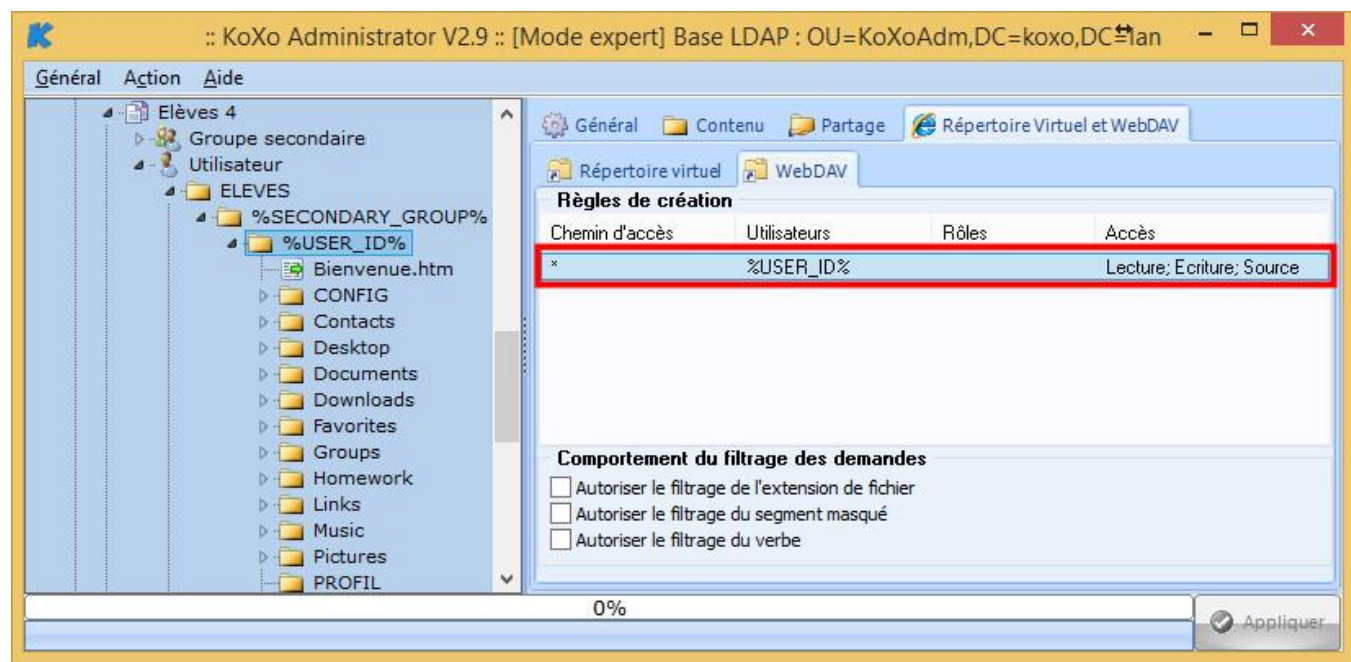 :: KoXo Administrator V2.9 :: [Mode expert] Base LDAP : OU=KoXoAdm,DC=koxo,DC=lan
Général Action Aide
Elèves 4
Groupe secondaire
Utilisateur
ELEVES
%SECONDARY_GROUP%
%USER_ID%
Bienvenue.htm
CONFIG
Contacts
Desktop
Documents
Downloads
Favorites
Groups
Homework
Links
Music
Pictures
PROFIL
Général Contenu Partage Répertoire Virtuel et WebDAV
Répertoire virtuel WebDAV
Règles de création
Chemin d'accès Utilisateurs Rôles Accès
* %USER_ID% Lecture; Ecriture; Source
Comportement du filtrage des demandes
Autoriser le filtrage de l'extension de fichier
Autoriser le filtrage du segment masqué
Autoriser le filtrage du verbe
0%
Appliquer